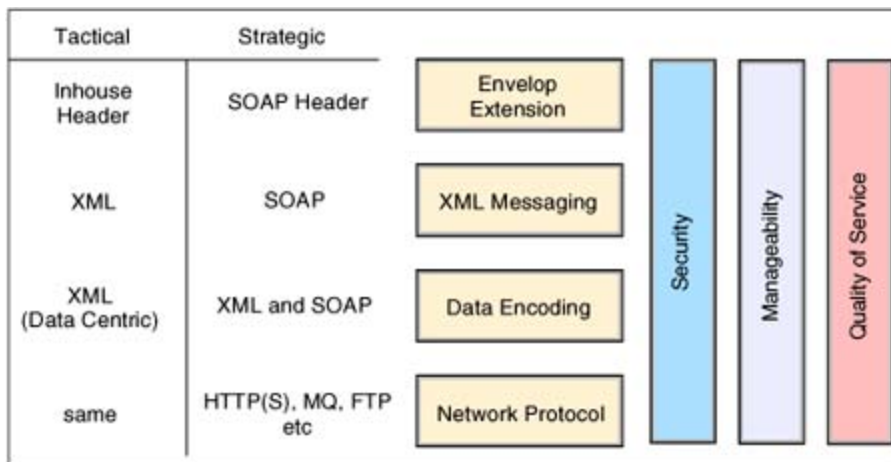 Tactical
Strategic
Inhouse
Header
SOAP Header
Envelop
Extension
XML
SOAP
XML Messaging
XML
(Data Centric)
XML and SOAP
Data Encoding
same
HTTP(S), MQ, FTP
etc
Network Protocol
Security
Manageability
Quality of Service